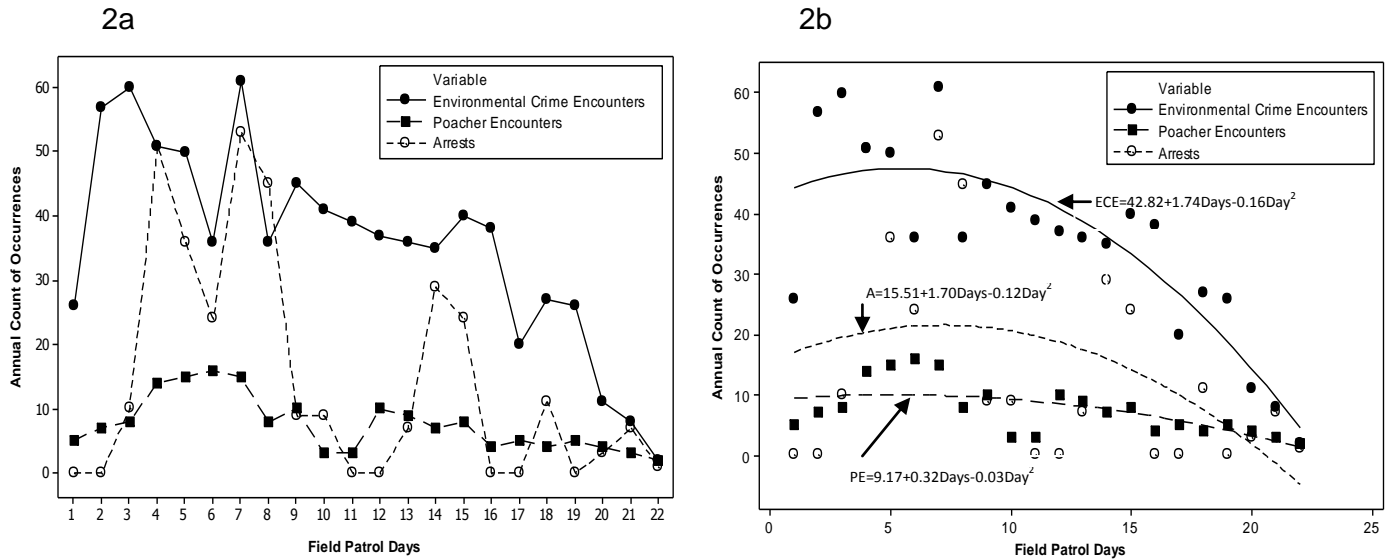 2a
2b
Variable
Environmental Crime Encounters
Poacher Encounters
Arrests
Annual Count of Occurrences
60
50
40
30
20
10
0
1 2 3 4 5 6 7 8 9 10 11 12 13 14 15 16 17 18 19 20 21 22
Field Patrol Days
Variable
Environmental Crime Encounters
Poacher Encounters
Arrests
Annual Count of Occurrences
60
50
40
30
20
10
0
ECE=42.82+1.74Days-0.16Day²
A=15.51+1.70Days-0.12Day²
PE=9.17+0.32Days-0.03Day²
0 5 10 15 20 25
Field Patrol Days